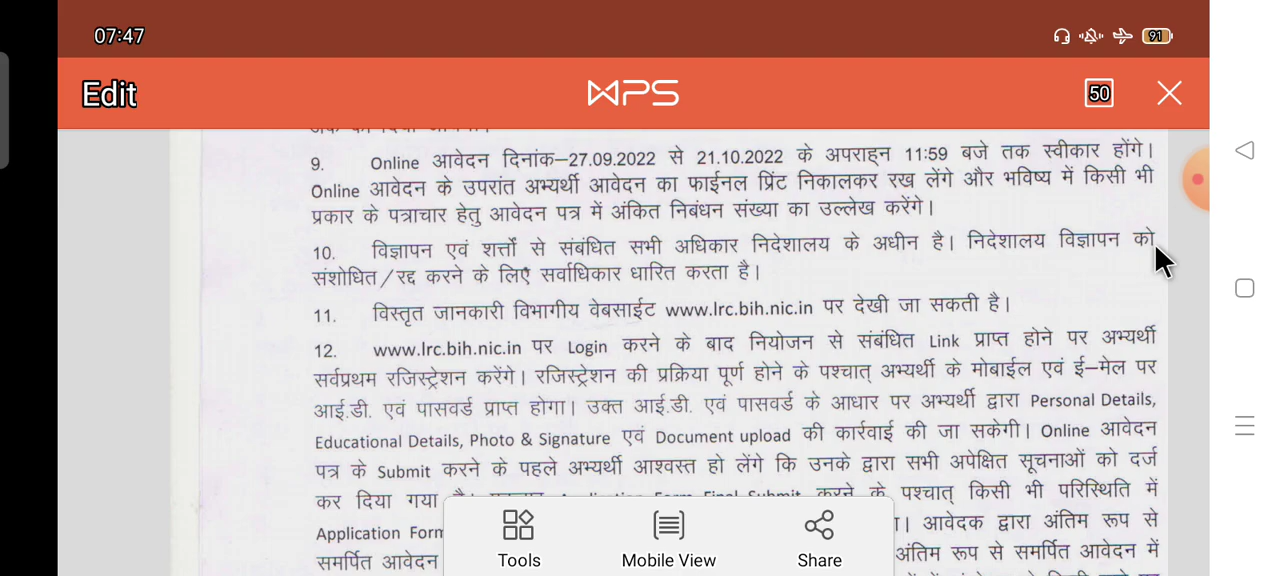 07:47
91
Edit
WPS
50
9. Online आवेदन दिनांक–27.09.2022 से 21.10.2022 के अपराह्न 11:59 बजे तक स्वीकार होंगे।
Online आवेदन के उपरांत अभ्यर्थी आवेदन का फाईनल प्रिंट निकालकर रख लेंगे और भविष्य में किसी भी
प्रकार के पत्राचार हेतु आवेदन पत्र में अंकित निबंधन संख्या का उल्लेख करेंगे।
10. विज्ञापन एवं शर्त्तो से संबंधित सभी अधिकार निदेशालय के अधीन है। निदेशालय विज्ञापन को
संशोधित/रद्द करने के लिए सर्वाधिकार धारित करता है।
11. विस्तृत जानकारी विभागीय वेबसाईट www.lrc.bih.nic.in पर देखी जा सकती है।
12. www.lrc.bih.nic.in पर Login करने के बाद नियोजन से संबंधित Link प्राप्त होने पर अभ्यर्थी
सर्वप्रथम रजिस्ट्रेशन करेंगे। रजिस्ट्रेशन की प्रक्रिया पूर्ण होने के पश्चात् अभ्यर्थी के मोबाईल एवं ई–मेल पर
आई.डी. एवं पासवर्ड प्राप्त होगा। उक्त आई.डी. एवं पासवर्ड के आधार पर अभ्यर्थी द्वारा Personal Details,
Educational Details, Photo & Signature एवं Document upload की कार्रवाई की जा सकेगी। Online आवेदन
पत्र के Submit करने के पहले अभ्यर्थी आश्वस्त हो लेंगे कि उनके द्वारा सभी अपेक्षित सूचनाओं को दर्ज
कर दिया गया करने के पश्चात् किसी भी परिस्थिति में
Application Form । आवेदक द्वारा अंतिम रूप से
समर्पित आवेदन अंतिम रूप से समर्पित आवेदन में
Tools
Mobile View
Share